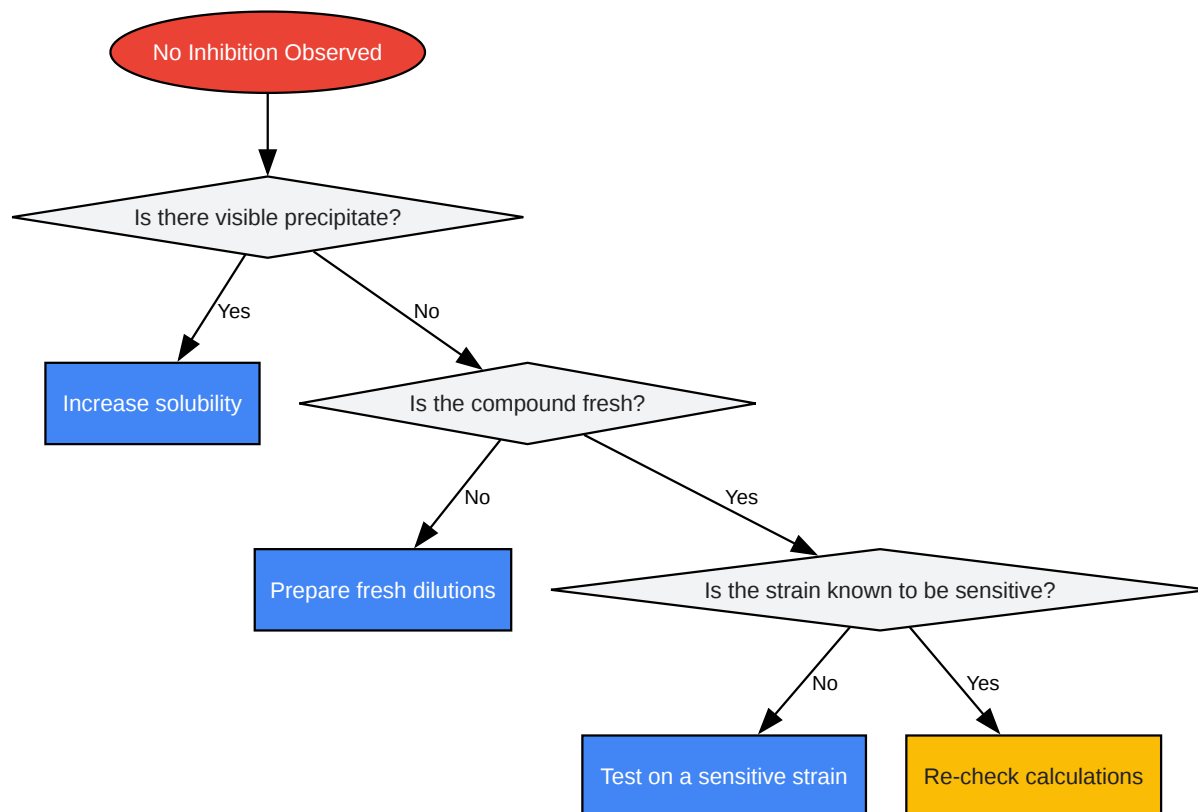 No Inhibition Observed
Is there visible precipitate?
Yes
No
Increase solubility
Is the compound fresh?
No
Yes
Prepare fresh dilutions
Is the strain known to be sensitive?
No
Yes
Test on a sensitive strain
Re-check calculations